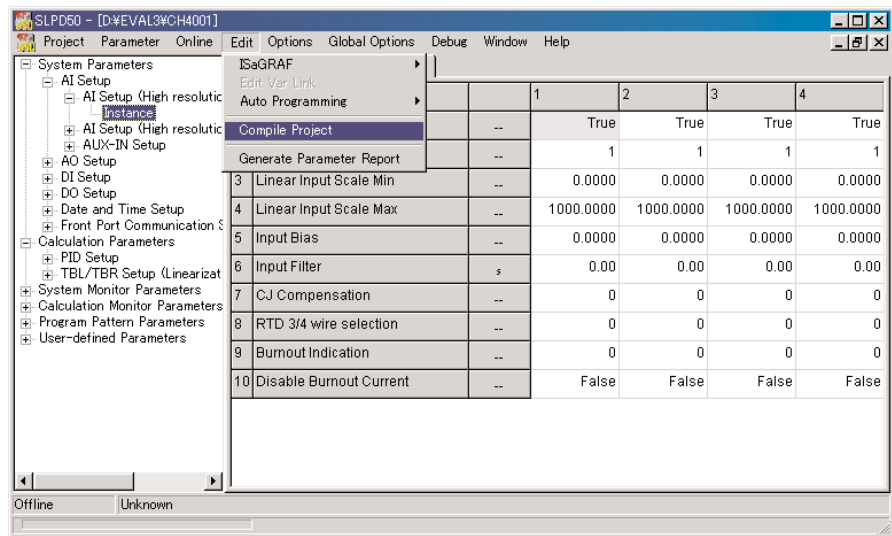 SLPD50 - [D:¥EVAL3¥CH4001]
Project Parameter Online Edit Options Global Options Debug Window Help
System Parameters
AI Setup
AI Setup (High resolutic
Instance
AI Setup (High resolutic
AUX-IN Setup
AO Setup
DI Setup
DO Setup
Date and Time Setup
Front Port Communication S
Calculation Parameters
PID Setup
TBL/TBR Setup (Linearizat
System Monitor Parameters
Calculation Monitor Parameters
Program Pattern Parameters
User-defined Parameters
ISaGRAF
Edit Var Link
Auto Programming
Compile Project
Generate Parameter Report
1 2 3 4
-- True True True True
-- 1 1 1 1
3 Linear Input Scale Min -- 0.0000 0.0000 0.0000 0.0000
4 Linear Input Scale Max -- 1000.0000 1000.0000 1000.0000 1000.0000
5 Input Bias -- 0.0000 0.0000 0.0000 0.0000
6 Input Filter s 0.00 0.00 0.00 0.00
7 CJ Compensation -- 0 0 0 0
8 RTD 3/4 wire selection -- 0 0 0 0
9 Burnout Indication -- 0 0 0 0
10 Disable Burnout Current -- False False False False
Offline Unknown